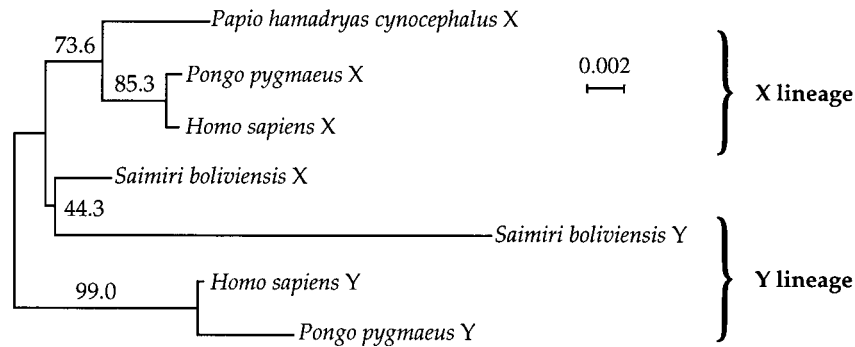 Papio hamadryas cynocephalus X
73.6
Pongo pygmaeus X
85.3
0.002
X lineage
Homo sapiens X
Saimiri boliviensis X
44.3
Saimiri boliviensis Y
Homo sapiens Y
Y lineage
99.0
Pongo pygmaeus Y